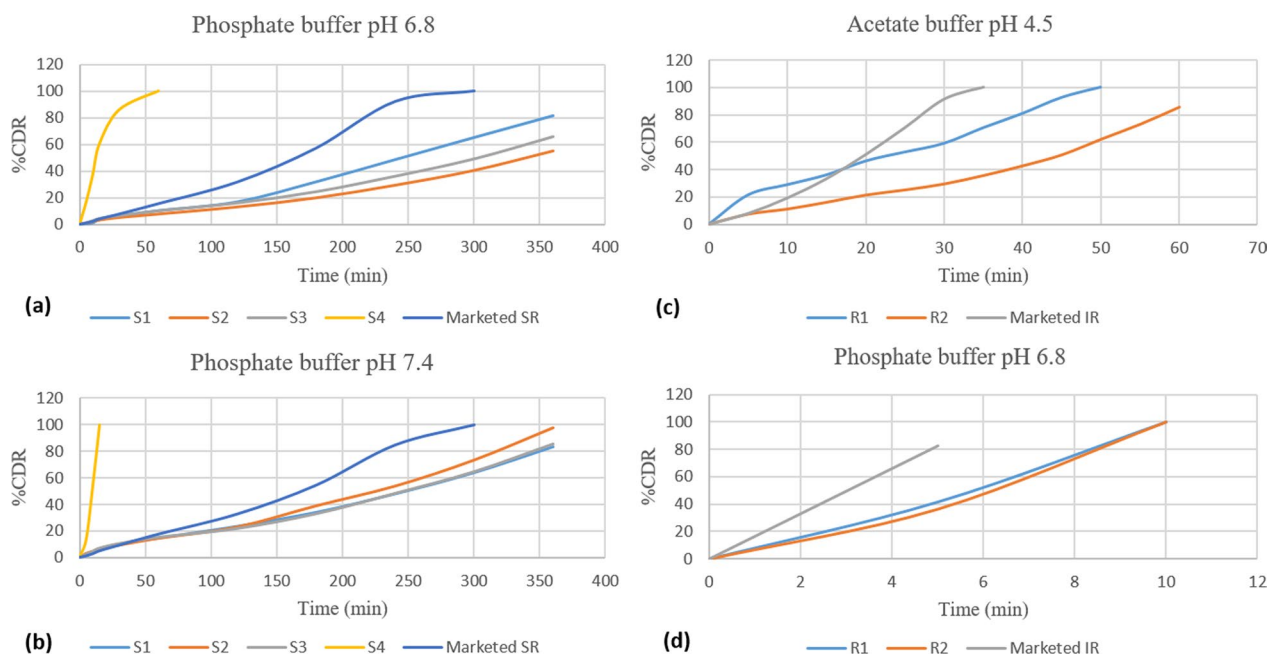 Phosphate buffer pH 6.8
%CDR
120
100
80
60
40
20
0
0 50 100 150 200 250 300 350 400
Time (min)
(a)
S1 S2 S3 S4 Marketed SR
Phosphate buffer pH 7.4
%CDR
120
100
80
60
40
20
0
0 50 100 150 200 250 300 350 400
Time (min)
(b)
S1 S2 S3 S4 Marketed SR
Acetate buffer pH 4.5
%CDR
120
100
80
60
40
20
0
0 10 20 30 40 50 60 70
Time (min)
(c)
R1 R2 Marketed IR
Phosphate buffer pH 6.8
%CDR
120
100
80
60
40
20
0
0 2 4 6 8 10 12
Time (min)
(d)
R1 R2 Marketed IR